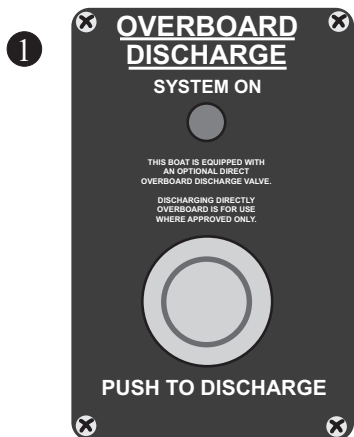 1
OVERBOARD
DISCHARGE
SYSTEM ON
THIS BOAT IS EQUIPPED WITH
AN OPTIONAL DIRECT
OVERBOARD DISCHARGE VALVE.
DISCHARGING DIRECTLY
OVERBOARD IS FOR USE
WHERE APPROVED ONLY.
PUSH TO DISCHARGE